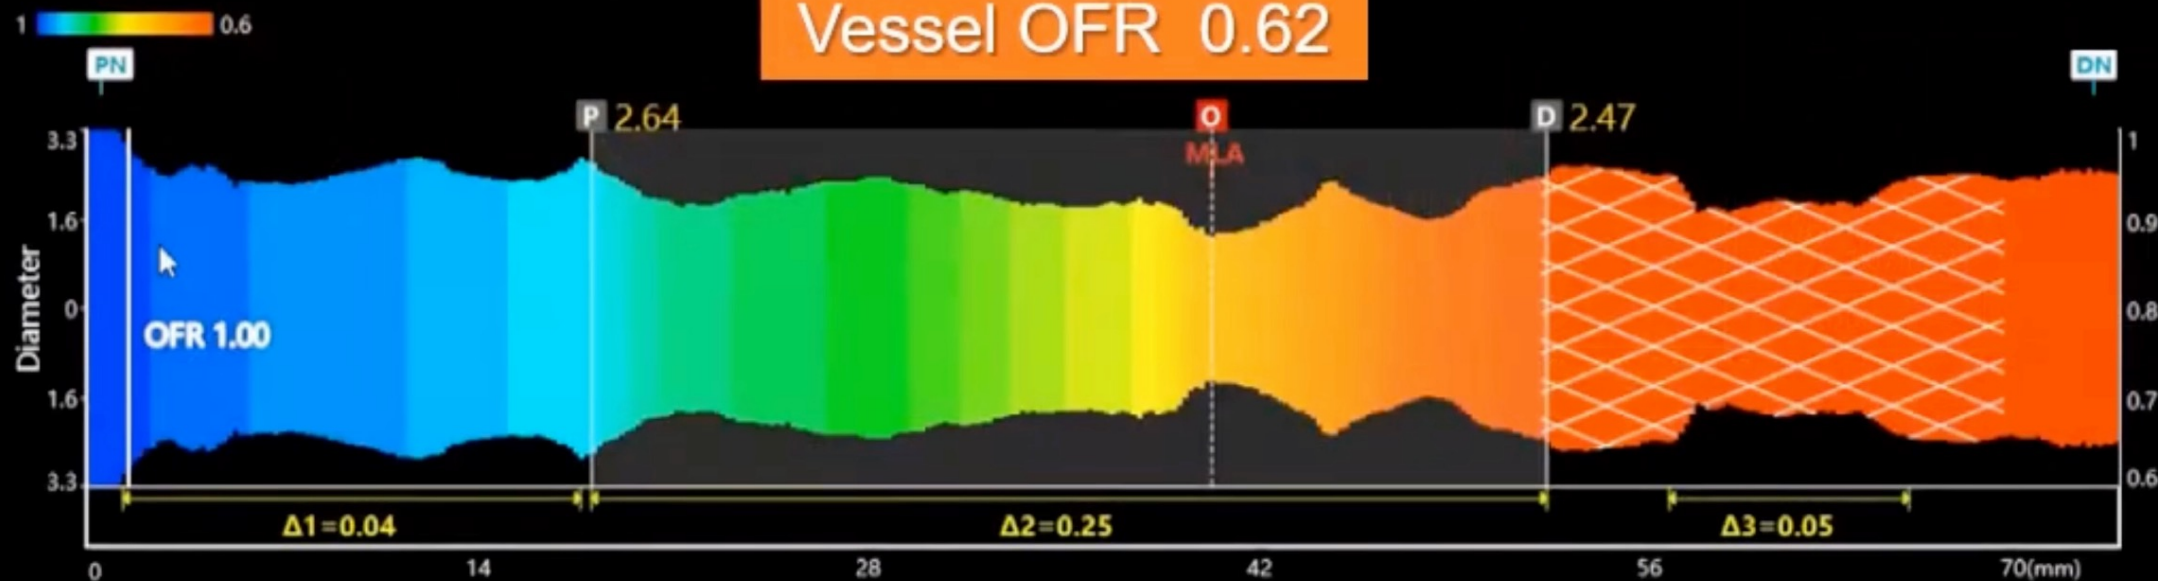 Vessel OFR 0.62
1 0.6
PN DN
P 2.64 O D 2.47
MLA
3.3 1
1.6 0.9
Diameter 0 0.8
OFR 1.00
1.6 0.7
3.3 0.6
Δ1=0.04 Δ2=0.25 Δ3=0.05
0 14 28 42 56 70(mm)